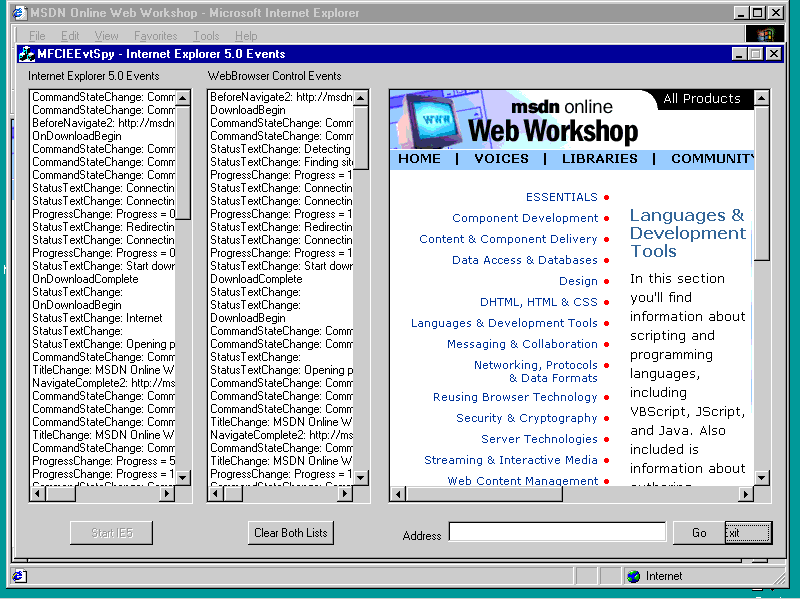 MSDN Online Web Workshop - Microsoft Internet Explorer
File Edit View Favorites Tools Help
MFCIEEvtSpy - Internet Explorer 5.0 Events
Internet Explorer 5.0 Events
CommandStateChange: Comm
CommandStateChange: Comm
BeforeNavigate2: http://msdn
OnDownloadBegin
CommandStateChange: Comm
CommandStateChange: Comm
CommandStateChange: Comm
StatusTextChange: Connectin
StatusTextChange: Connectin
ProgressChange: Progress = 0
StatusTextChange: Redirectin
StatusTextChange: Connectin
ProgressChange: Progress = 0
StatusTextChange: Start down
OnDownloadComplete
StatusTextChange:
OnDownloadBegin
StatusTextChange: Internet
StatusTextChange:
StatusTextChange: Opening p
CommandStateChange: Comm
TitleChange: MSDN Online W
NavigateComplete2: http://ms
CommandStateChange: Comm
CommandStateChange: Comm
CommandStateChange: Comm
TitleChange: MSDN Online W
CommandStateChange: Comm
ProgressChange: Progress = 5
ProgressChange: Progress = 1
CommandStateChange: Comm
WebBrowser Control Events
BeforeNavigate2: http://msdn
DownloadBegin
CommandStateChange: Comm
CommandStateChange: Comm
StatusTextChange: Detecting
StatusTextChange: Finding site
ProgressChange: Progress = 1
StatusTextChange: Connectin
StatusTextChange: Connectin
ProgressChange: Progress = 1
StatusTextChange: Redirectin
StatusTextChange: Connectin
ProgressChange: Progress = 1
StatusTextChange: Start down
DownloadComplete
StatusTextChange:
StatusTextChange:
DownloadBegin
CommandStateChange: Comm
CommandStateChange: Comm
StatusTextChange:
StatusTextChange: Opening p
CommandStateChange: Comm
CommandStateChange: Comm
CommandStateChange: Comm
TitleChange: MSDN Online W
NavigateComplete2: http://ms
CommandStateChange: Comm
TitleChange: MSDN Online W
ProgressChange: Progress = 1
CommandStateChange: Comm
WWW
msdn online
Web Workshop
All Products
HOME | VOICES | LIBRARIES | COMMUNITY
ESSENTIALS
Component Development
Content & Component Delivery
Data Access & Databases
Design
DHTML, HTML & CSS
Languages & Development Tools
Messaging & Collaboration
Networking, Protocols
& Data Formats
Reusing Browser Technology
Security & Cryptography
Server Technologies
Streaming & Interactive Media
Web Content Management
Languages &
Development
Tools
In this section
you'll find
information about
scripting and
programming
languages,
including
VBScript, JScript,
and Java. Also
included is
information about
authoring
Start IE5
Clear Both Lists
Address
Go
Exit
Internet